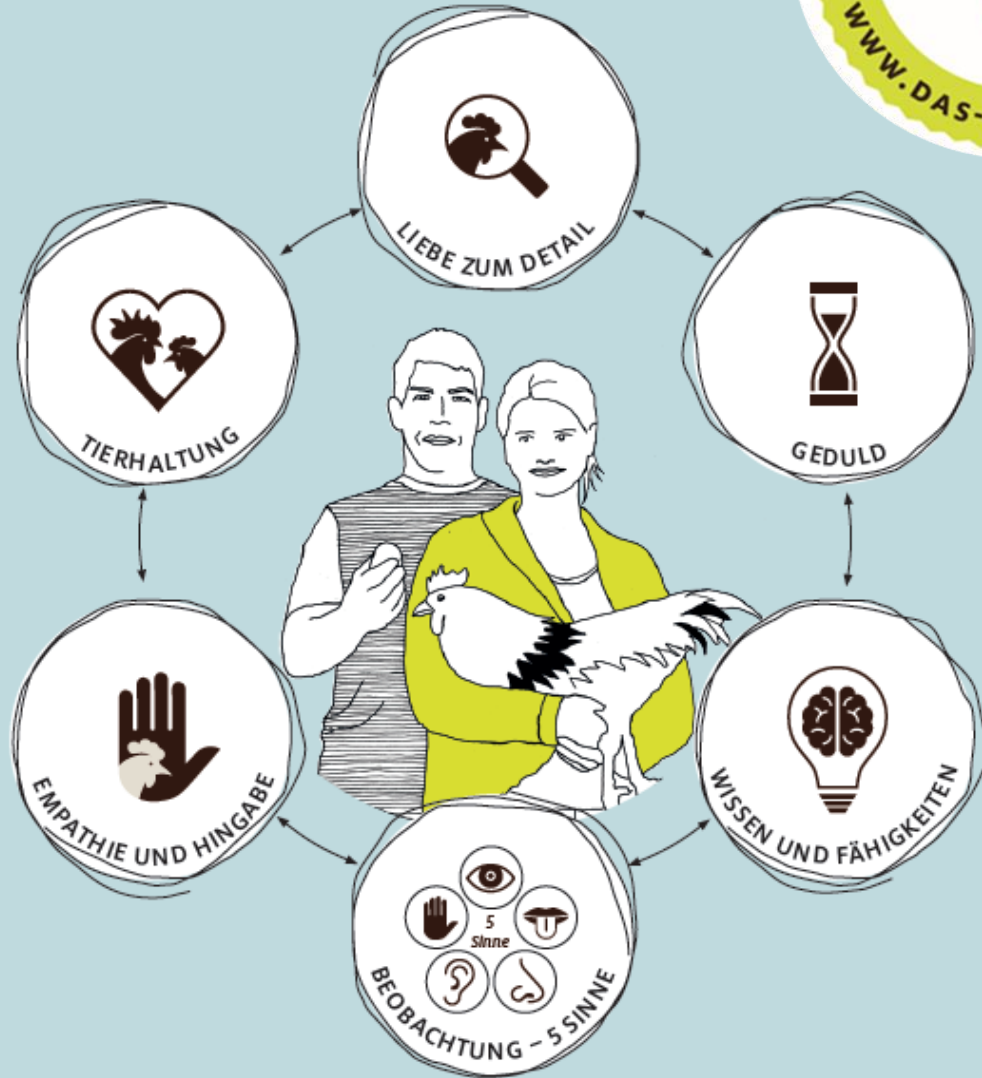 WWW.DAS-
LIEBE ZUM DETAIL
TIERHALTUNG
GEDULD
EMPATHIE UND HINGABE
WISSEN UND FÄHIGKEITEN
5
Sinne
BEOBACHTUNG – 5 SINNE